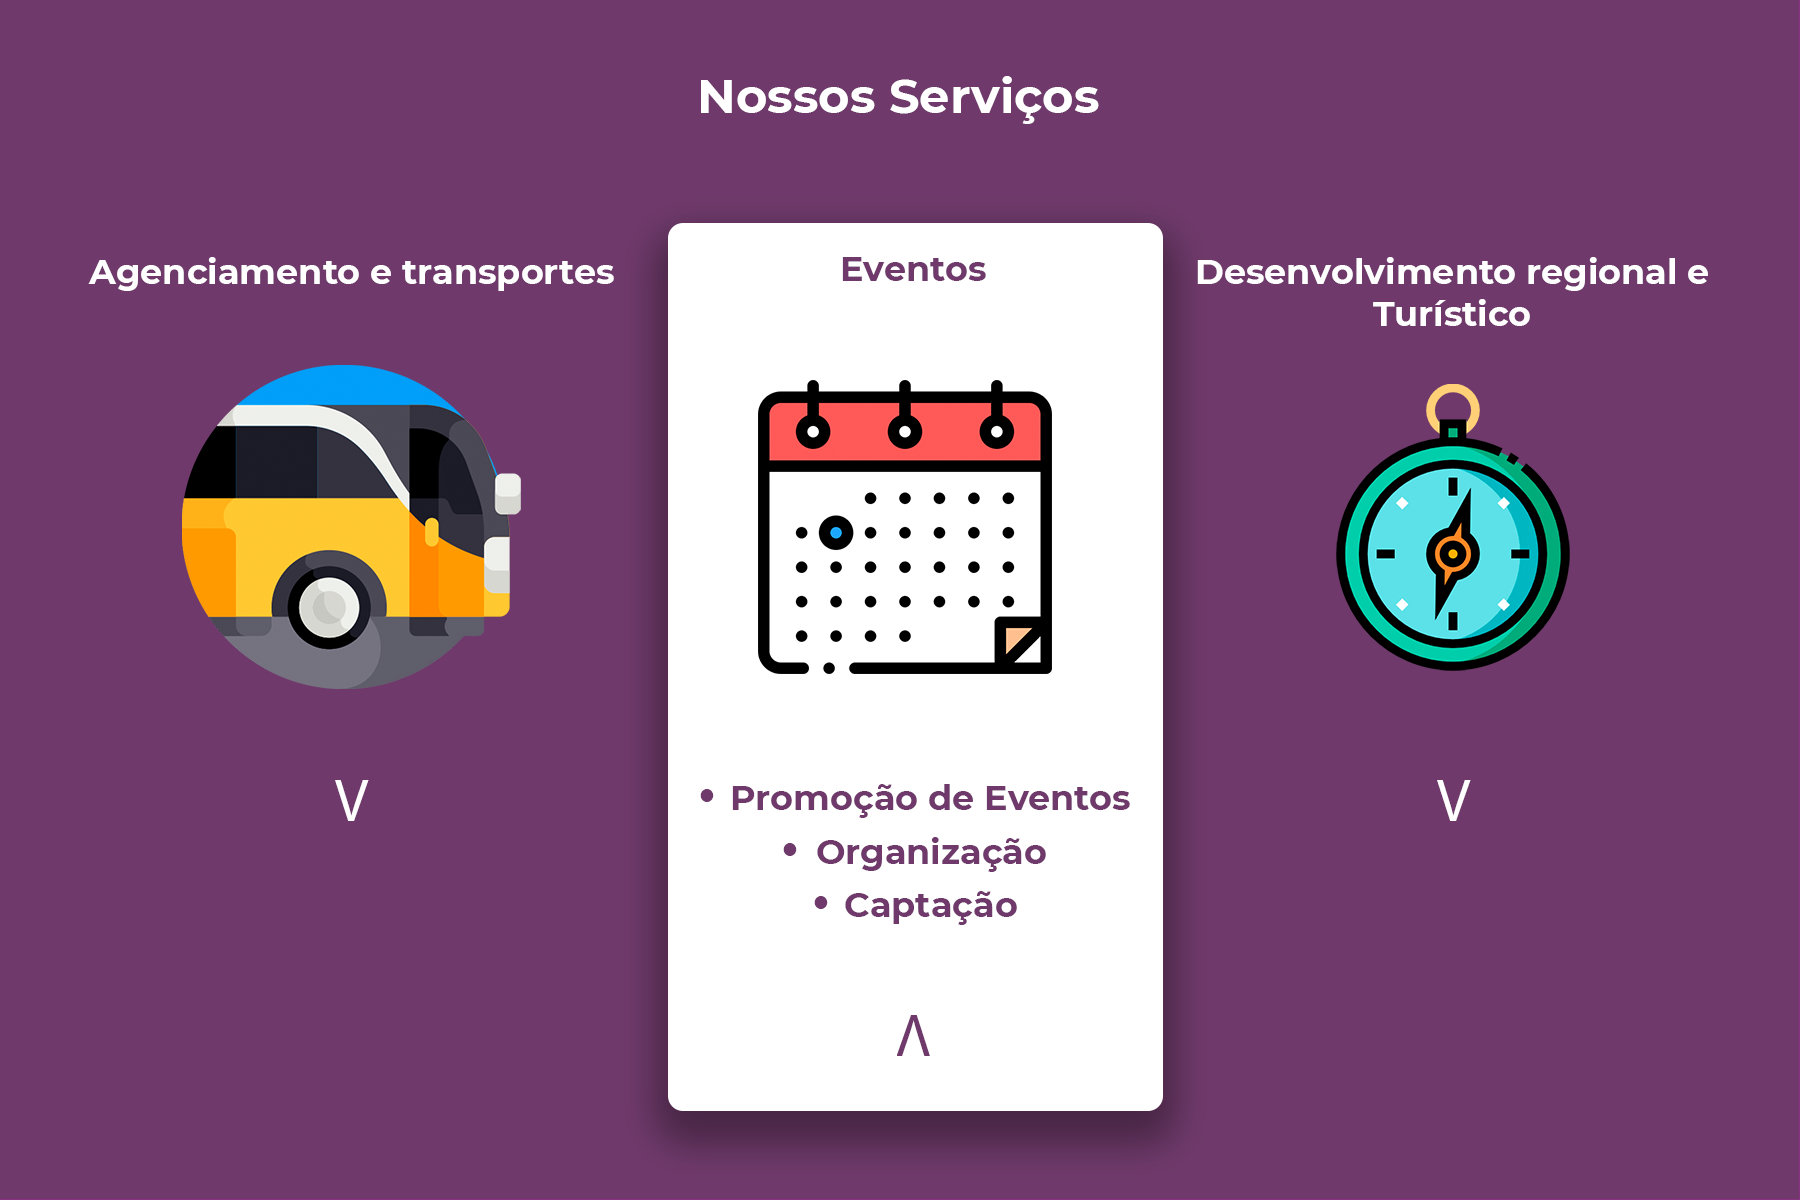 Nossos Serviços
Agenciamento e transportes
Eventos
• Promoção de Eventos
• Organização
• Captação
Desenvolvimento regional e
Turístico